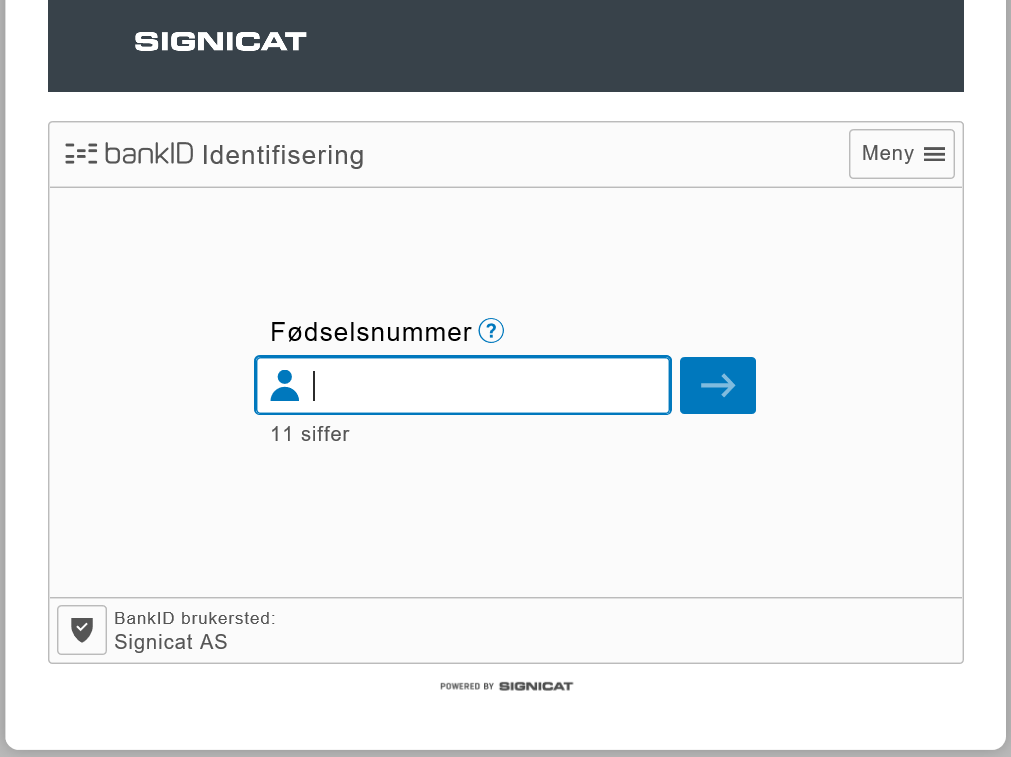 SIGNICAT
bankID Identifisering
Meny
Fødselsnummer ?
11 siffer
BankID brukersted:
Signicat AS
POWERED BY SIGNICAT